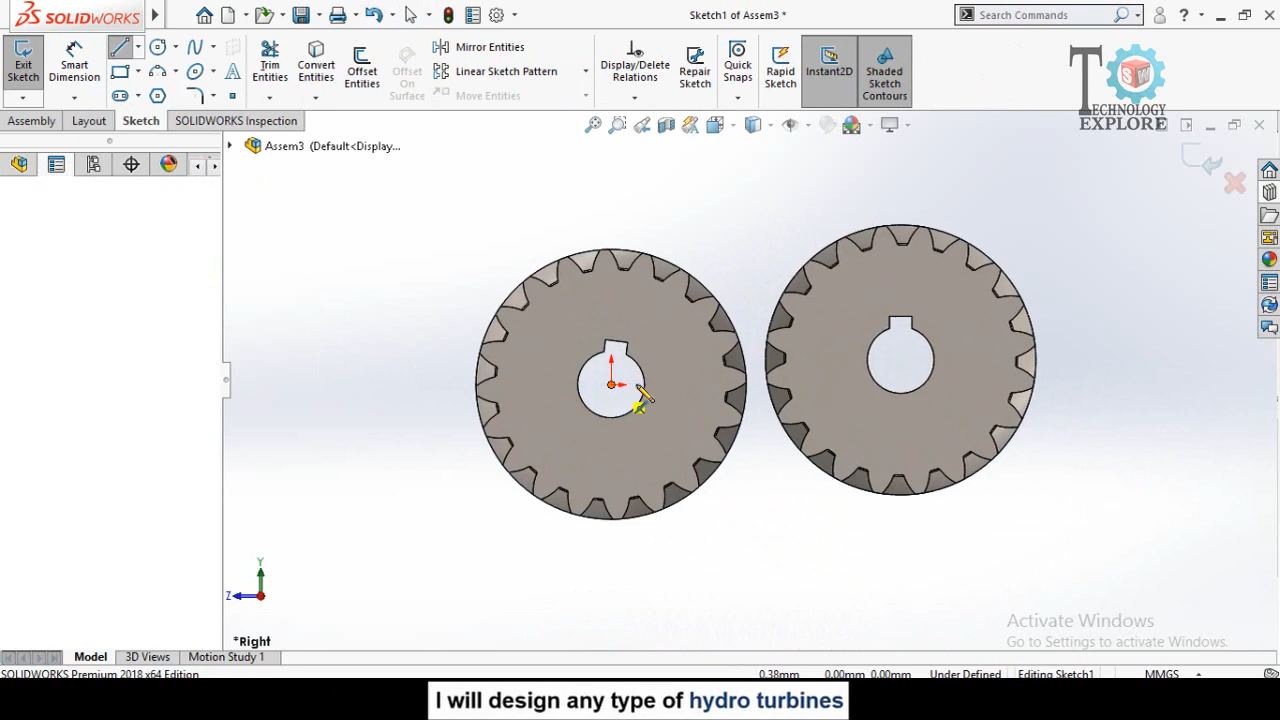 SOLIDWORKS
Sketch1 of Assem3 *
Search Commands
Exit Sketch
Smart Dimension
Trim Entities
Convert Entities
Offset Entities
Offset On Surface
Mirror Entities
Linear Sketch Pattern
Move Entities
Display/Delete Relations
Repair Sketch
Quick Snaps
Rapid Sketch
Instant2D
Shaded Sketch Contours
TECHNOLOGY
EXPLORE
Assembly Layout Sketch SOLIDWORKS Inspection
Assem3 (Default<Display...
Y
Z
*Right
Activate Windows
Go to Settings to activate Windows.
Model 3D Views Motion Study 1
SOLIDWORKS Premium 2018 x64 Edition 0.38mm 0.00mm 0.00mm Under Defined Editing Sketch1 MMGS
I will design any type of hydro turbines